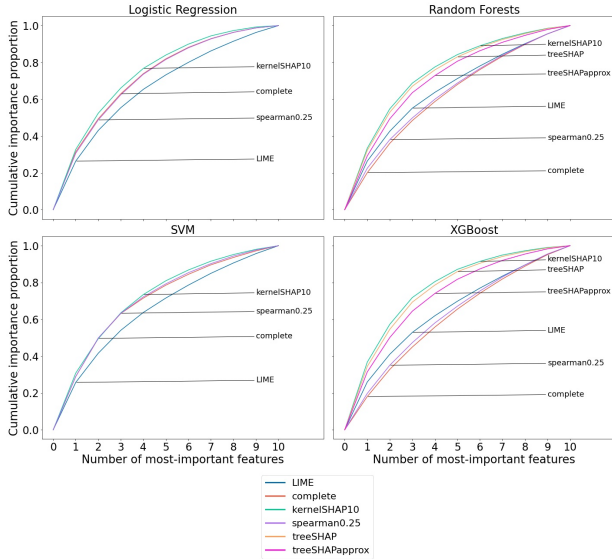 Logistic Regression
Random Forests
Cumulative importance proportion
1.0
0.8
0.6
0.4
0.2
0.0
kernelSHAP10
complete
spearman0.25
LIME
kernelSHAP10
treeSHAP
treeSHAPapprox
LIME
spearman0.25
complete
SVM
XGBoost
Cumulative importance proportion
1.0
0.8
0.6
0.4
0.2
0.0
kernelSHAP10
spearman0.25
complete
LIME
kernelSHAP10
treeSHAP
treeSHAPapprox
LIME
spearman0.25
complete
0 1 2 3 4 5 6 7 8 9 10
0 1 2 3 4 5 6 7 8 9 10
Number of most-important features
Number of most-important features
LIME
complete
kernelSHAP10
spearman0.25
treeSHAP
treeSHAPapprox